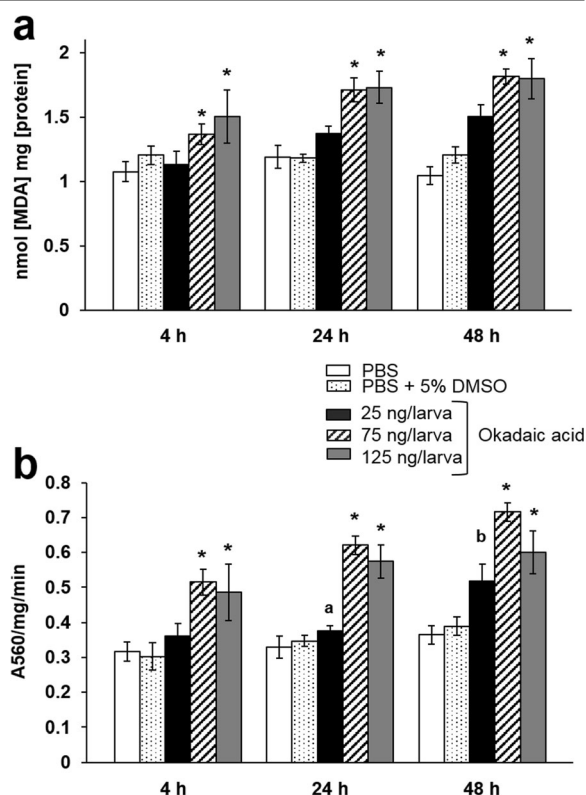 a
nmol [MDA] mg [protein]
2
1.5
1
0.5
0
* * * * * *
4 h 24 h 48 h
PBS
PBS + 5% DMSO
25 ng/larva
75 ng/larva
125 ng/larva
Okadaic acid
b
A560/mg/min
0.8
0.7
0.6
0.5
0.4
0.3
0.2
0.1
0
* * a * * b * *
4 h 24 h 48 h